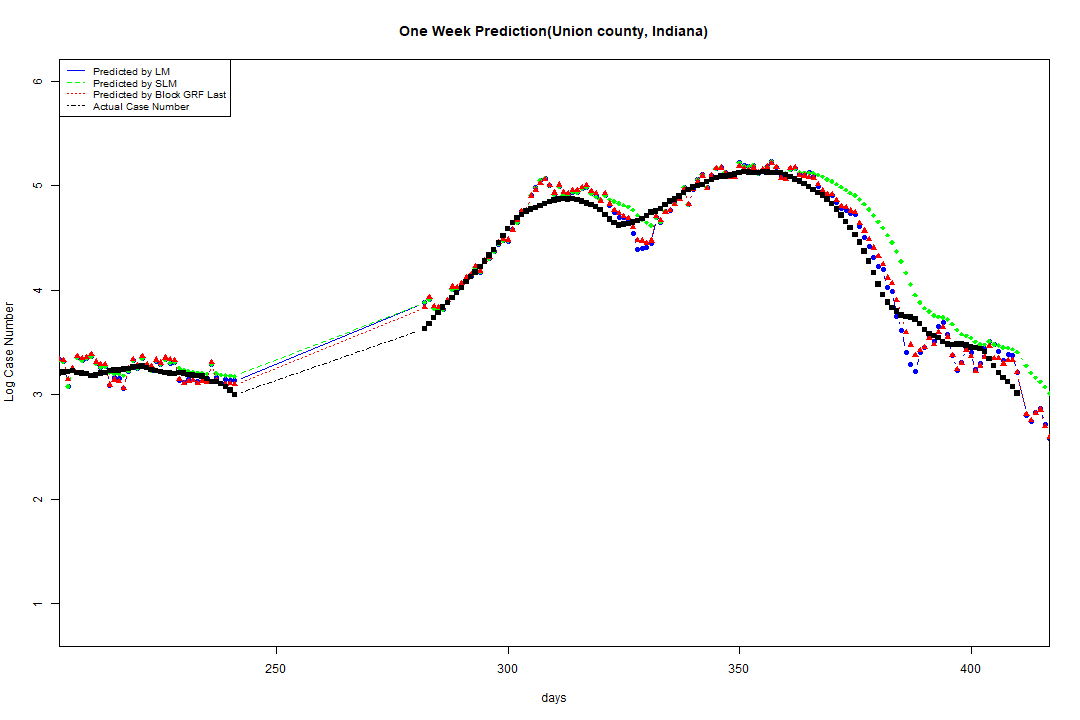 One Week Prediction(Union county, Indiana)
Predicted by LM
Predicted by SLM
Predicted by Block GRF Last
Actual Case Number
6
5
4
3
2
1
Log Case Number
250
300
350
400
days